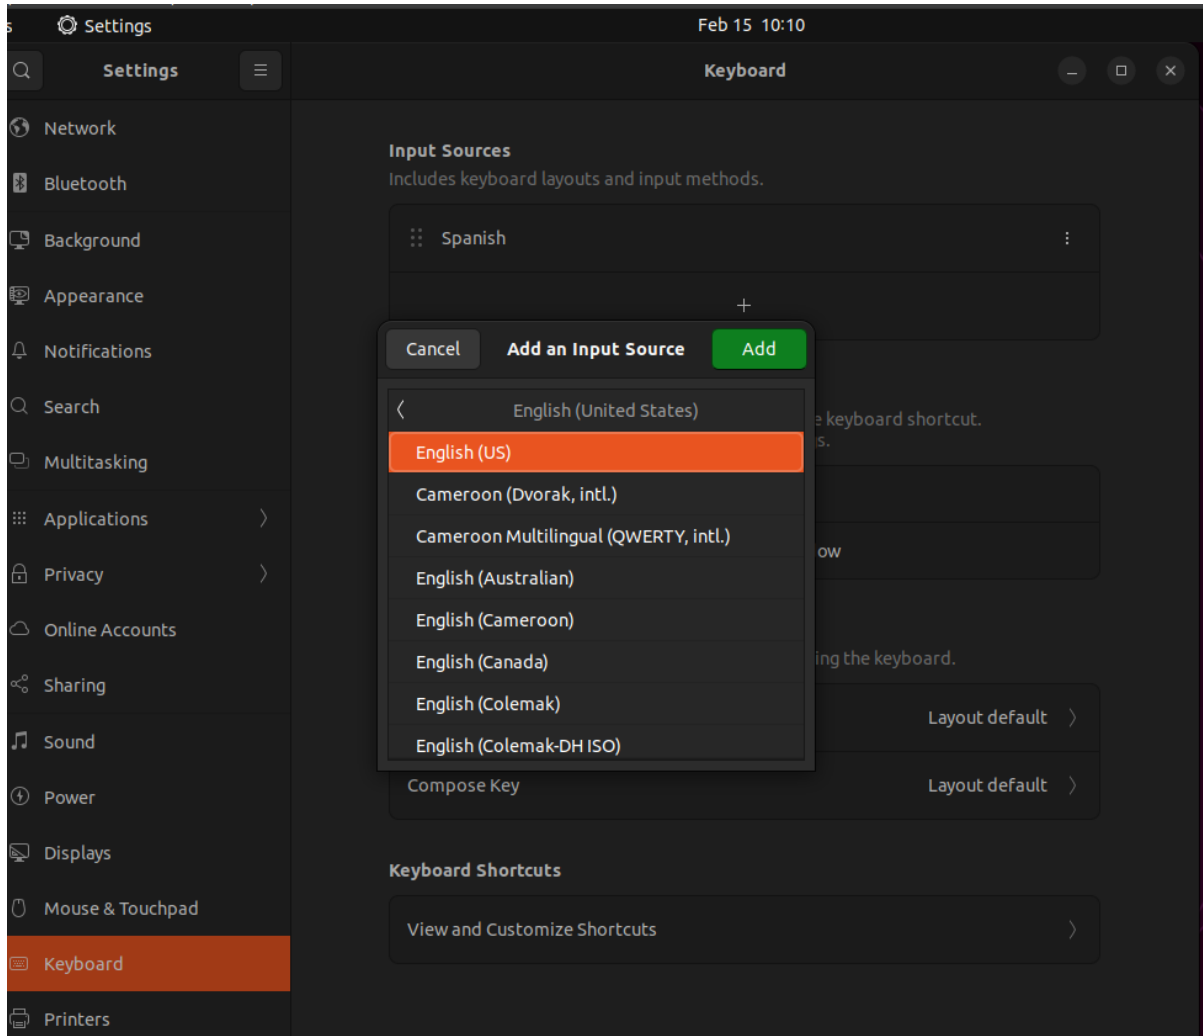 s Settings Feb 15 10:10
Settings
Keyboard
Network
Bluetooth
Background
Appearance
Notifications
Search
Multitasking
Applications
Privacy
Online Accounts
Sharing
Sound
Power
Displays
Mouse & Touchpad
Keyboard
Printers
Input Sources
Includes keyboard layouts and input methods.
Spanish
Cancel Add an Input Source Add
English (United States)
English (US)
Cameroon (Dvorak, intl.)
Cameroon Multilingual (QWERTY, intl.)
English (Australian)
English (Cameroon)
English (Canada)
English (Colemak)
English (Colemak-DH ISO)
e keyboard shortcut.
s.
ow
ing the keyboard.
Layout default
Compose Key Layout default
Keyboard Shortcuts
View and Customize Shortcuts